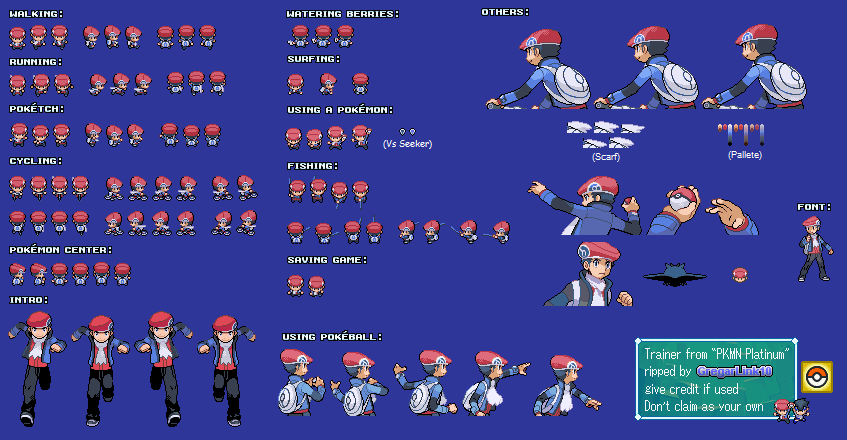 WALKING:
RUNNING:
POKÉTCH:
CYCLING:
POKÉMON CENTER:
INTRO:
WATERING BERRIES:
SURFING:
USING A POKÉMON:
(Vs Seeker)
FISHING:
SAVING GAME:
USING POKÉBALL:
OTHERS:
(Scarf)
(Pallete)
FONT:
Trainer from "PKMN Platinum"
ripped by GregarLink10
give credit if used
Don't claim as your own